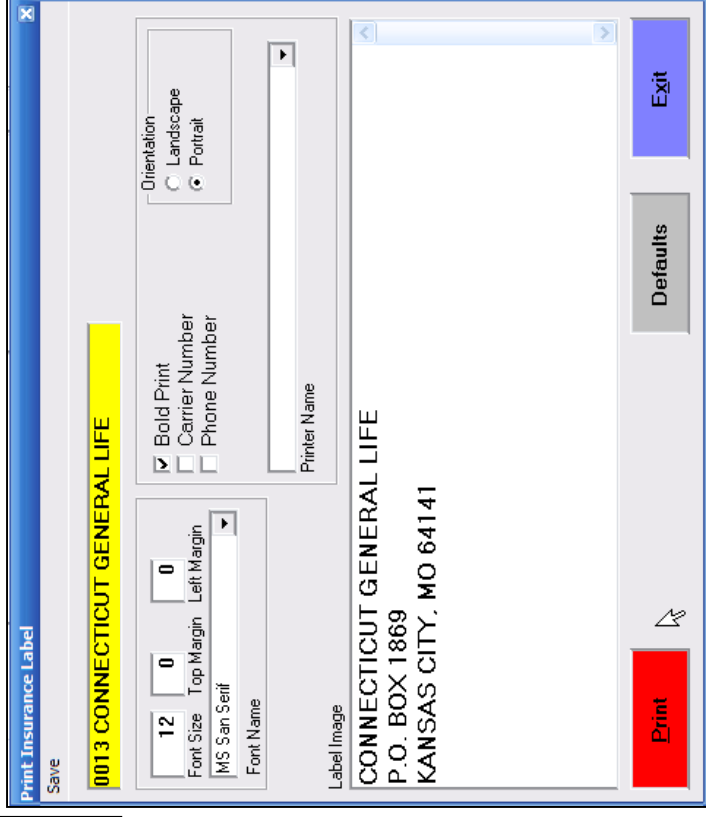 Print Insurance Label
Save
0013 CONNECTICUT GENERAL LIFE
12 0 0
Font Size Top Margin Left Margin
MS San Serif
Font Name
Bold Print
Carrier Number
Phone Number
Orientation
Landscape
Portrait
Printer Name
Label Image
CONNECTICUT GENERAL LIFE
P.O. BOX 1869
KANSAS CITY, MO 64141
Print
Defaults
Exit